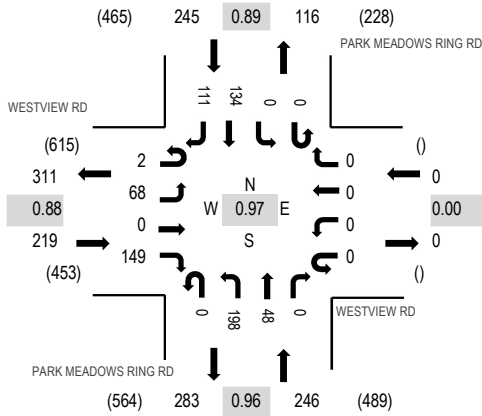 (465) 245 0.89 116 (228)
PARK MEADOWS RING RD
111 134 0 0
WESTVIEW RD
(615) ()
2 0
311 0
68 N 0
0.88 W 0.97 E 0.00
0 S 0
219 0
149 0
(453) ()
0 198 48 0
WESTVIEW RD
PARK MEADOWS RING RD
(564) 283 0.96 246 (489)